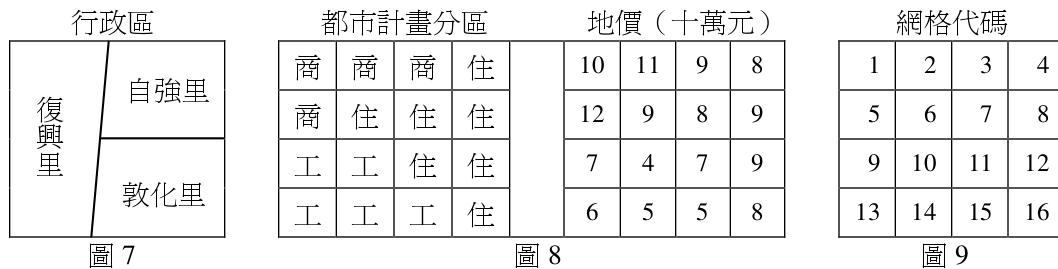 行政區 都市計畫分區 地價（十萬元） 網格代碼
商 商 商 住 10 11 9 8 1 2 3 4
復興里 自強里
商 住 住 住 12 9 8 9 5 6 7 8
工 工 住 住 7 4 7 9 9 10 11 12
敦化里
工 工 工 住 6 5 5 8 13 14 15 16
圖 7 圖 8 圖 9